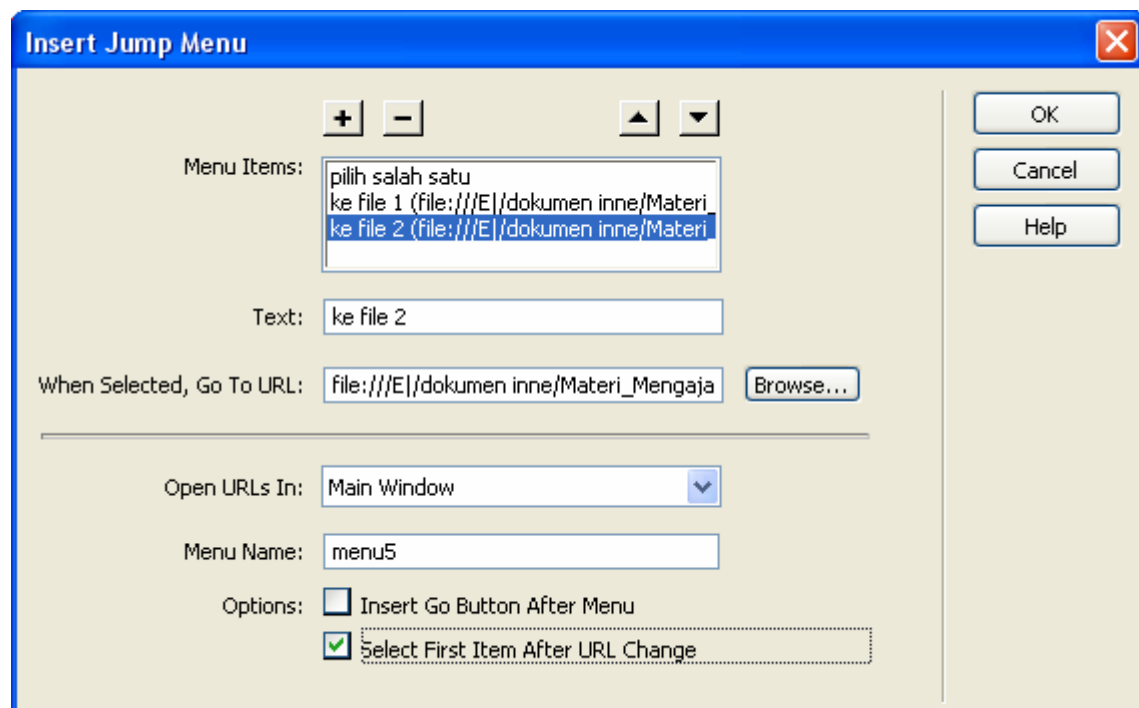 Insert Jump Menu
OK
Menu Items:
pilih salah satu
ke file 1 (file:///E|/dokumen inne/Materi_
ke file 2 (file:///E|/dokumen inne/Materi_
Cancel
Help
Text: ke file 2
When Selected, Go To URL: file:///E|/dokumen inne/Materi_Mengaja Browse...
Open URLs In: Main Window
Menu Name: menu5
Options: Insert Go Button After Menu
Select First Item After URL Change